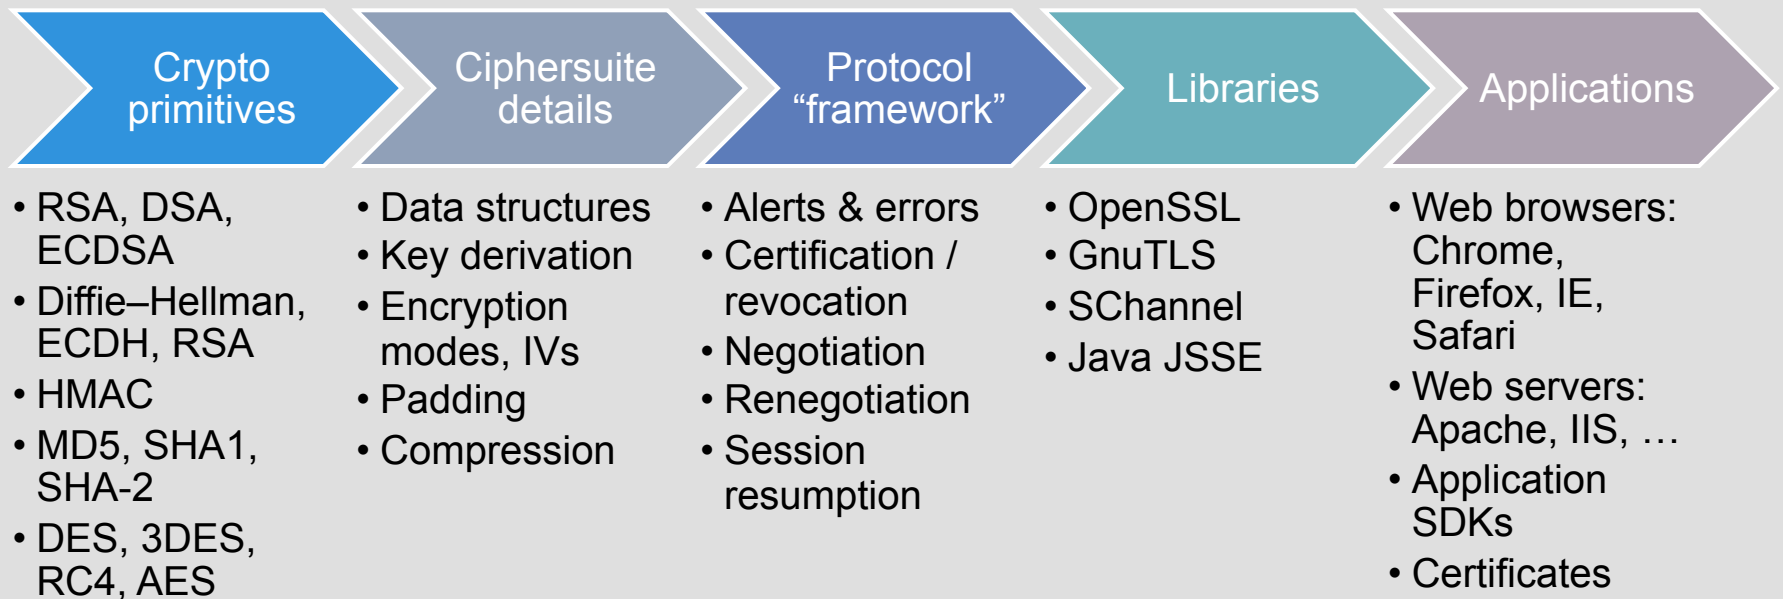 Crypto
primitives
Ciphersuite
details
Protocol
“framework”
Libraries
Applications
• RSA, DSA,
ECDSA
• Diffie–Hellman,
ECDH, RSA
• HMAC
• MD5, SHA1,
SHA-2
• DES, 3DES,
RC4, AES
• Data structures
• Key derivation
• Encryption
modes, IVs
• Padding
• Compression
• Alerts & errors
• Certification /
revocation
• Negotiation
• Renegotiation
• Session
resumption
• OpenSSL
• GnuTLS
• SChannel
• Java JSSE
• Web browsers:
Chrome,
Firefox, IE,
Safari
• Web servers:
Apache, IIS, …
• Application
SDKs
• Certificates